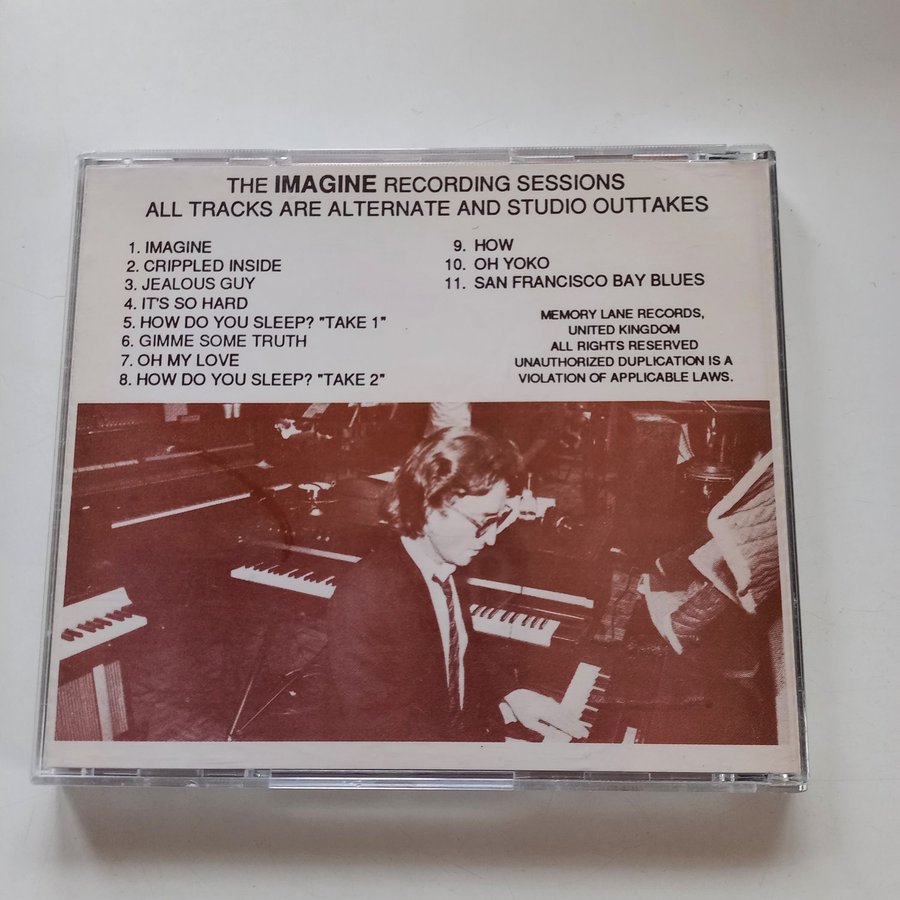 THE IMAGINE RECORDING SESSIONS
ALL TRACKS ARE ALTERNATE AND STUDIO OUTTAKES
1. IMAGINE
2. CRIPPLED INSIDE
3. JEALOUS GUY
4. IT'S SO HARD
5. HOW DO YOU SLEEP? "TAKE 1"
6. GIMME SOME TRUTH
7. OH MY LOVE
8. HOW DO YOU SLEEP? "TAKE 2"
9. HOW
10. OH YOKO
11. SAN FRANCISCO BAY BLUES
MEMORY LANE RECORDS,
UNITED KINGDOM
ALL RIGHTS RESERVED
UNAUTHORIZED DUPLICATION IS A
VIOLATION OF APPLICABLE LAWS.